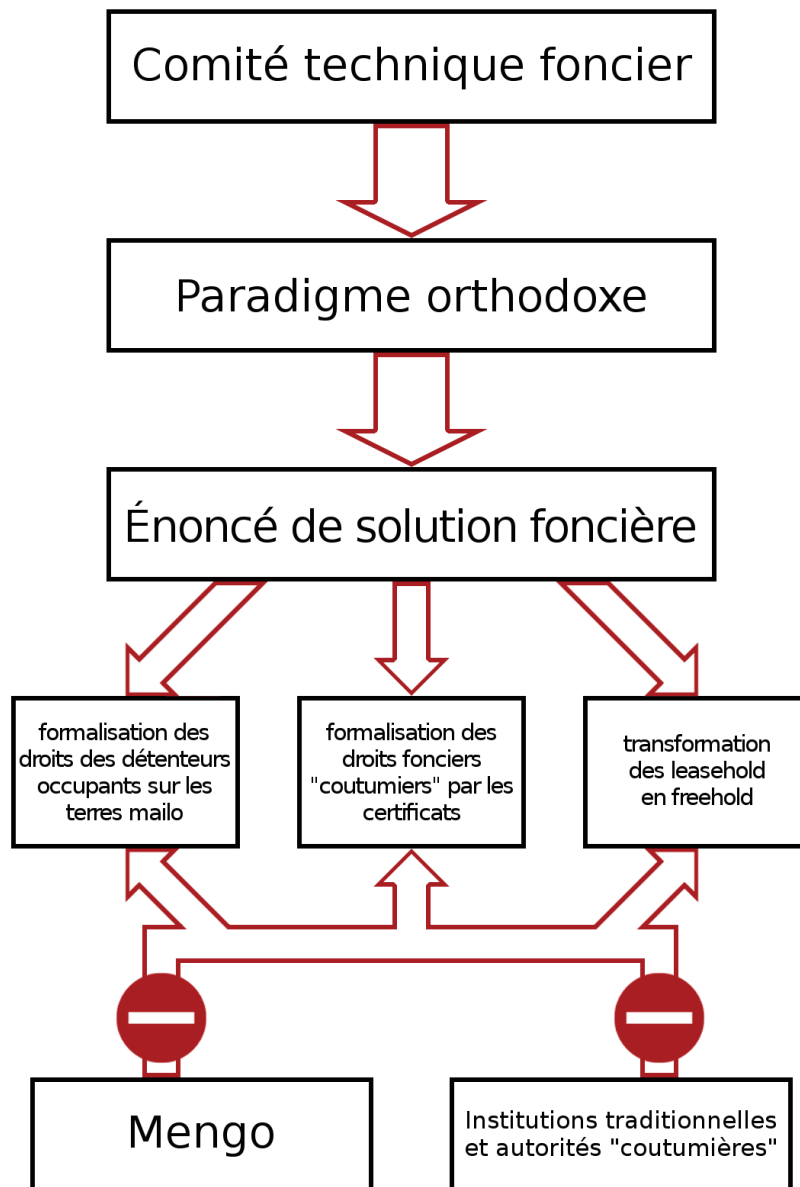 Comité technique foncier
Paradigme orthodoxe
Énoncé de solution foncière
formalisation des
droits des détenteurs
occupants sur les
terres mailo
formalisation des
droits fonciers
"coutumiers" par les
certificats
transformation
des leasehold
en freehold
Mengo
Institutions traditionnelles
et autorités "coutumières"